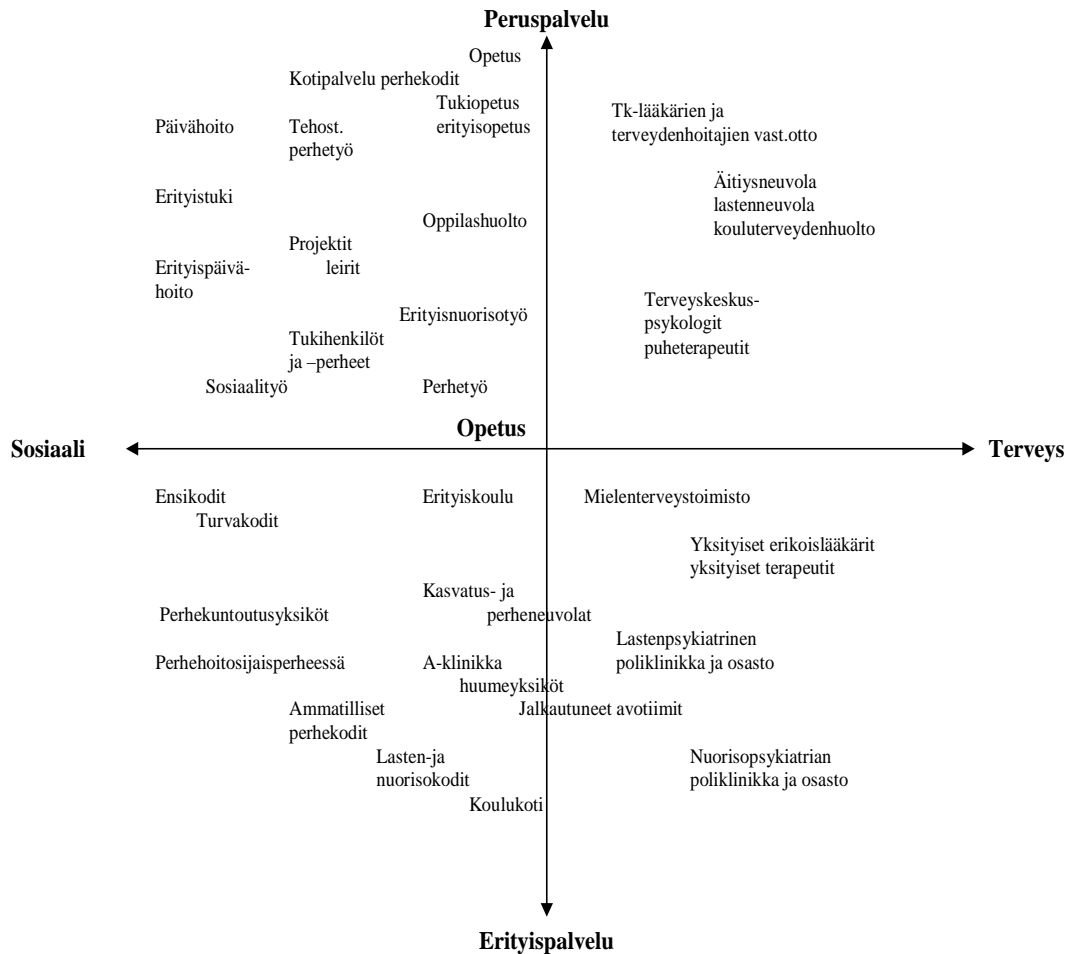 Peruspalvelu
Opetus
Kotipalvelu perhekodit
Tukiopetus
erityisopetus
Tk-lääkärien ja
terveydenhoitajien vast.otto
Päivähoito
Tehost.
perhetyö
Äitiysneuvola
lastenneuvola
kouluterveydenhuolto
Erityistuki
Oppilashuolto
Projektit
leirit
Erityispäivä-
hoito
Terveyskeskus-
psykologit
puheterapeutit
Erityisnuorisotyö
Tukihenkilöt
ja –perheet
Sosiaalityö
Perhetyö
Opetus
Sosiaali
Terveys
Ensikodit
Turvakodit
Erityiskoulu
Mielenterveystoimisto
Yksityiset erikoislääkärit
yksityiset terapeutit
Kasvatus- ja
perheneuvolat
Perhekuntoutusyksiköt
Lastenpsykiatrinen
poliklinikka ja osasto
Perhehoitosijaisperheessä
A-klinikka
huumeyksiköt
Ammatilliset
perhekodit
Jalkautuneet avotiimit
Lasten-ja
nuorisokodit
Nuorisopsykiatrian
poliklinikka ja osasto
Koulukoti
Erityispalvelu